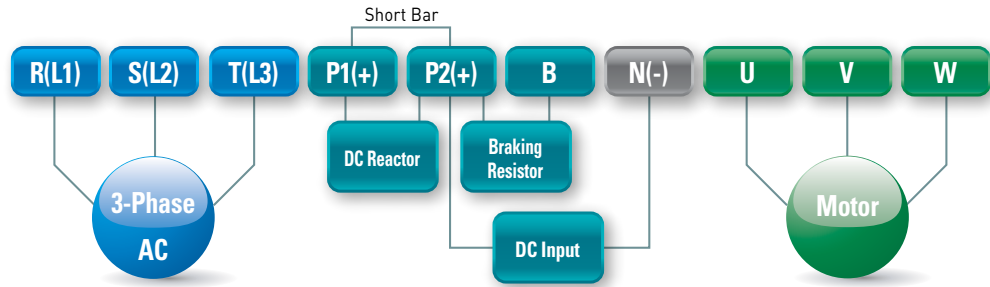 Short Bar
R(L1) S(L2) T(L3) P1(+) P2(+) B N(-) U V W
DC Reactor
Braking
Resistor
3-Phase
AC
Motor
DC Input